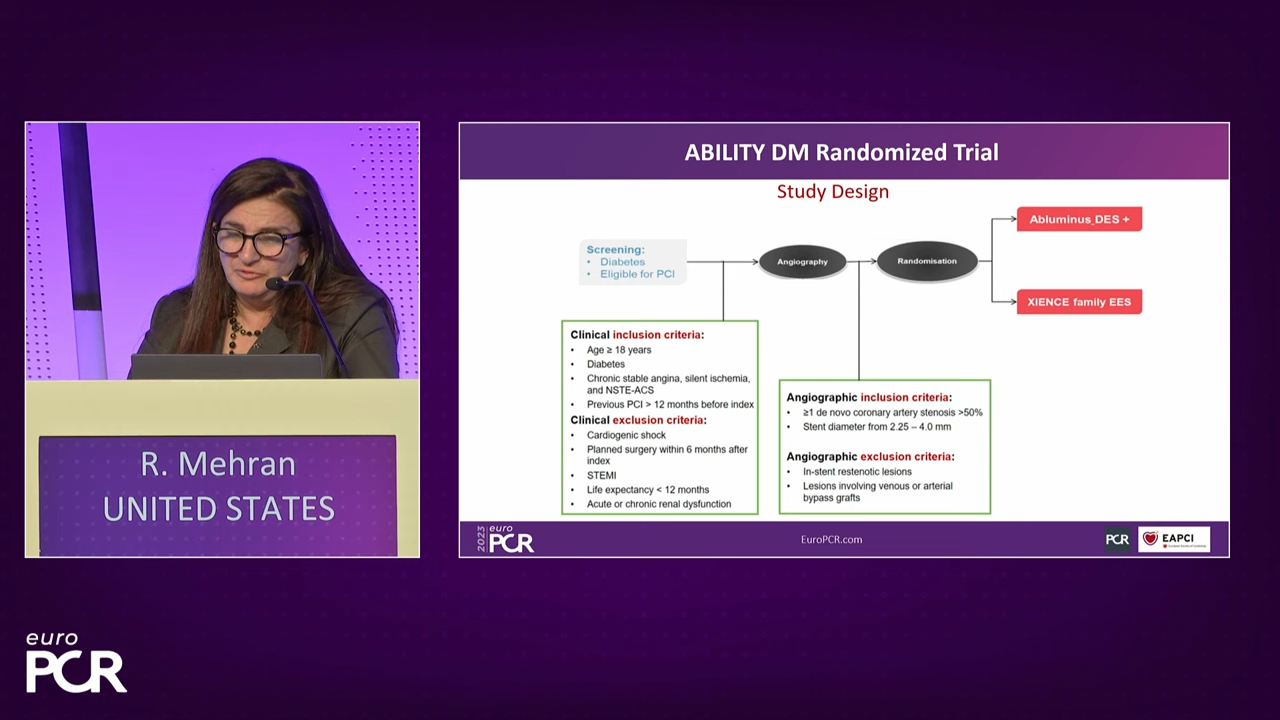 ABILITY DM Randomized Trial
Study Design
Screening:
• Diabetes
• Eligible for PCI
Angiography
Randomisation
Abluminus DES +
XIENCE family EES
Clinical inclusion criteria:
• Age ≥ 18 years
• Diabetes
• Chronic stable angina, silent ischemia,
and NSTE-ACS
• Previous PCI > 12 months before index
Clinical exclusion criteria:
• Cardiogenic shock
• Planned surgery within 6 months after
index
• STEMI
• Life expectancy < 12 months
• Acute or chronic renal dysfunction
Angiographic inclusion criteria:
• ≥1 de novo coronary artery stenosis >50%
• Stent diameter from 2.25 – 4.0 mm
Angiographic exclusion criteria:
• In-stent restenotic lesions
• Lesions involving venous or arterial
bypass grafts
R. Mehran
UNITED STATES
2023 euro
PCR
EuroPCR.com
PCR
EAPCI
euro
PCR